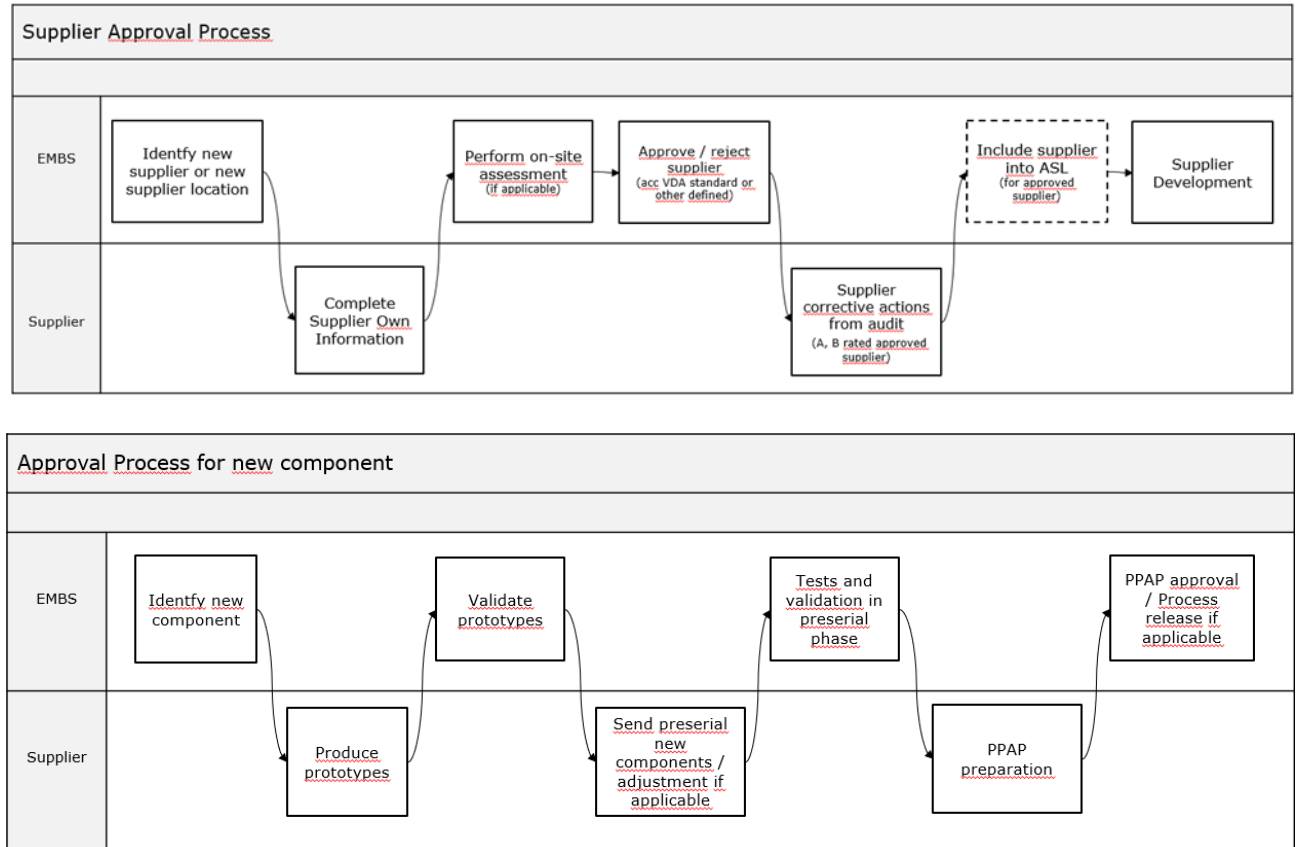 Supplier Approval Process
EMBS
Identfy new
supplier or new
supplier location
Perform on-site
assessment
(if applicable)
Approve / reject
supplier
(acc VDA standard or
other defined)
Include supplier
into ASL
(for approved
supplier)
Supplier
Development
Supplier
Complete
Supplier Own
Information
Supplier
corrective actions
from audit
(A, B rated approved
supplier)
Approval Process for new component
EMBS
Identfy new
component
Validate
prototypes
Tests and
validation in
preserial
phase
PPAP approval
/ Process
release if
applicable
Supplier
Produce
prototypes
Send preserial
new
components /
adjustment if
applicable
PPAP
preparation